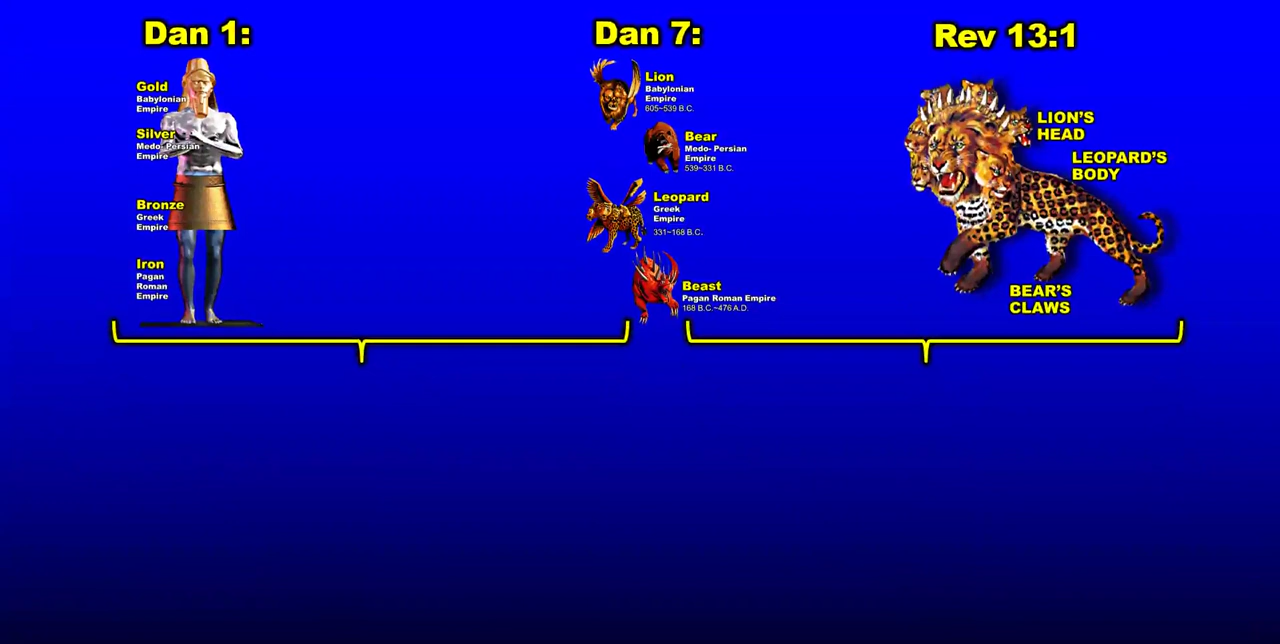 Dan 1:
Gold
Babylonian
Empire
Silver
Medo- Persian
Empire
Bronze
Greek
Empire
Iron
Pagan
Roman
Empire
Dan 7:
Lion
Babylonian
Empire
605~539 B.C.
Bear
Medo- Persian
Empire
539~331 B.C.
Leopard
Greek
Empire
331~168 B.C.
Beast
Pagan Roman Empire
168 B.C.~476 A.D.
Rev 13:1
LION'S
HEAD
LEOPARD'S
BODY
BEAR'S
CLAWS